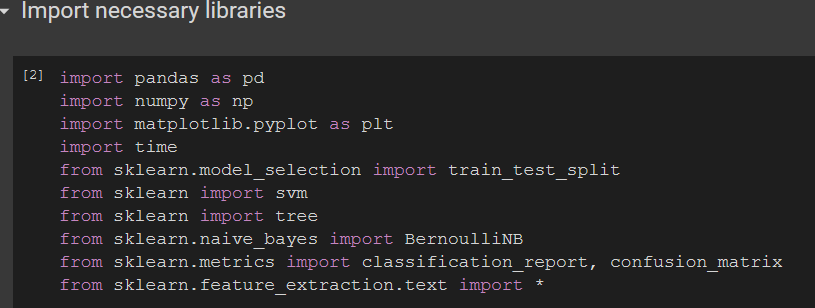 Import necessary libraries
[2] import pandas as pd
import numpy as np
import matplotlib.pyplot as plt
import time
from sklearn.model_selection import train_test_split
from sklearn import svm
from sklearn import tree
from sklearn.naive_bayes import BernoulliNB
from sklearn.metrics import classification_report, confusion_matrix
from sklearn.feature_extraction.text import *